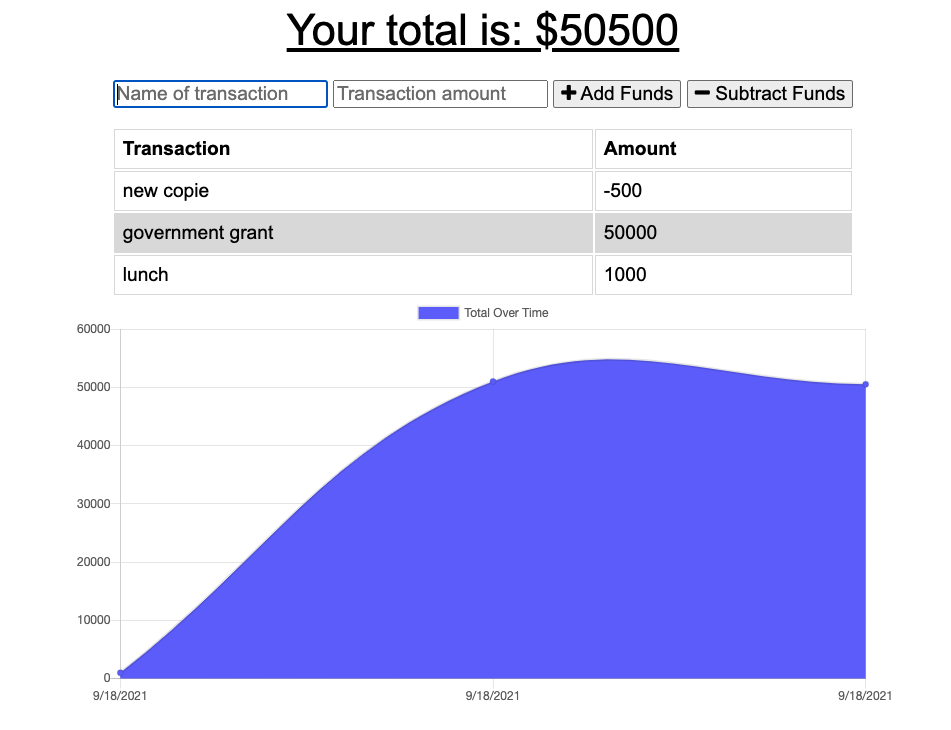 Your total is: $50500
Name of transaction Transaction amount Add Funds Subtract Funds
Transaction Amount
new copie -500
government grant 50000
lunch 1000
Total Over Time
60000
50000
40000
30000
20000
10000
0
9/18/2021 9/18/2021 9/18/2021